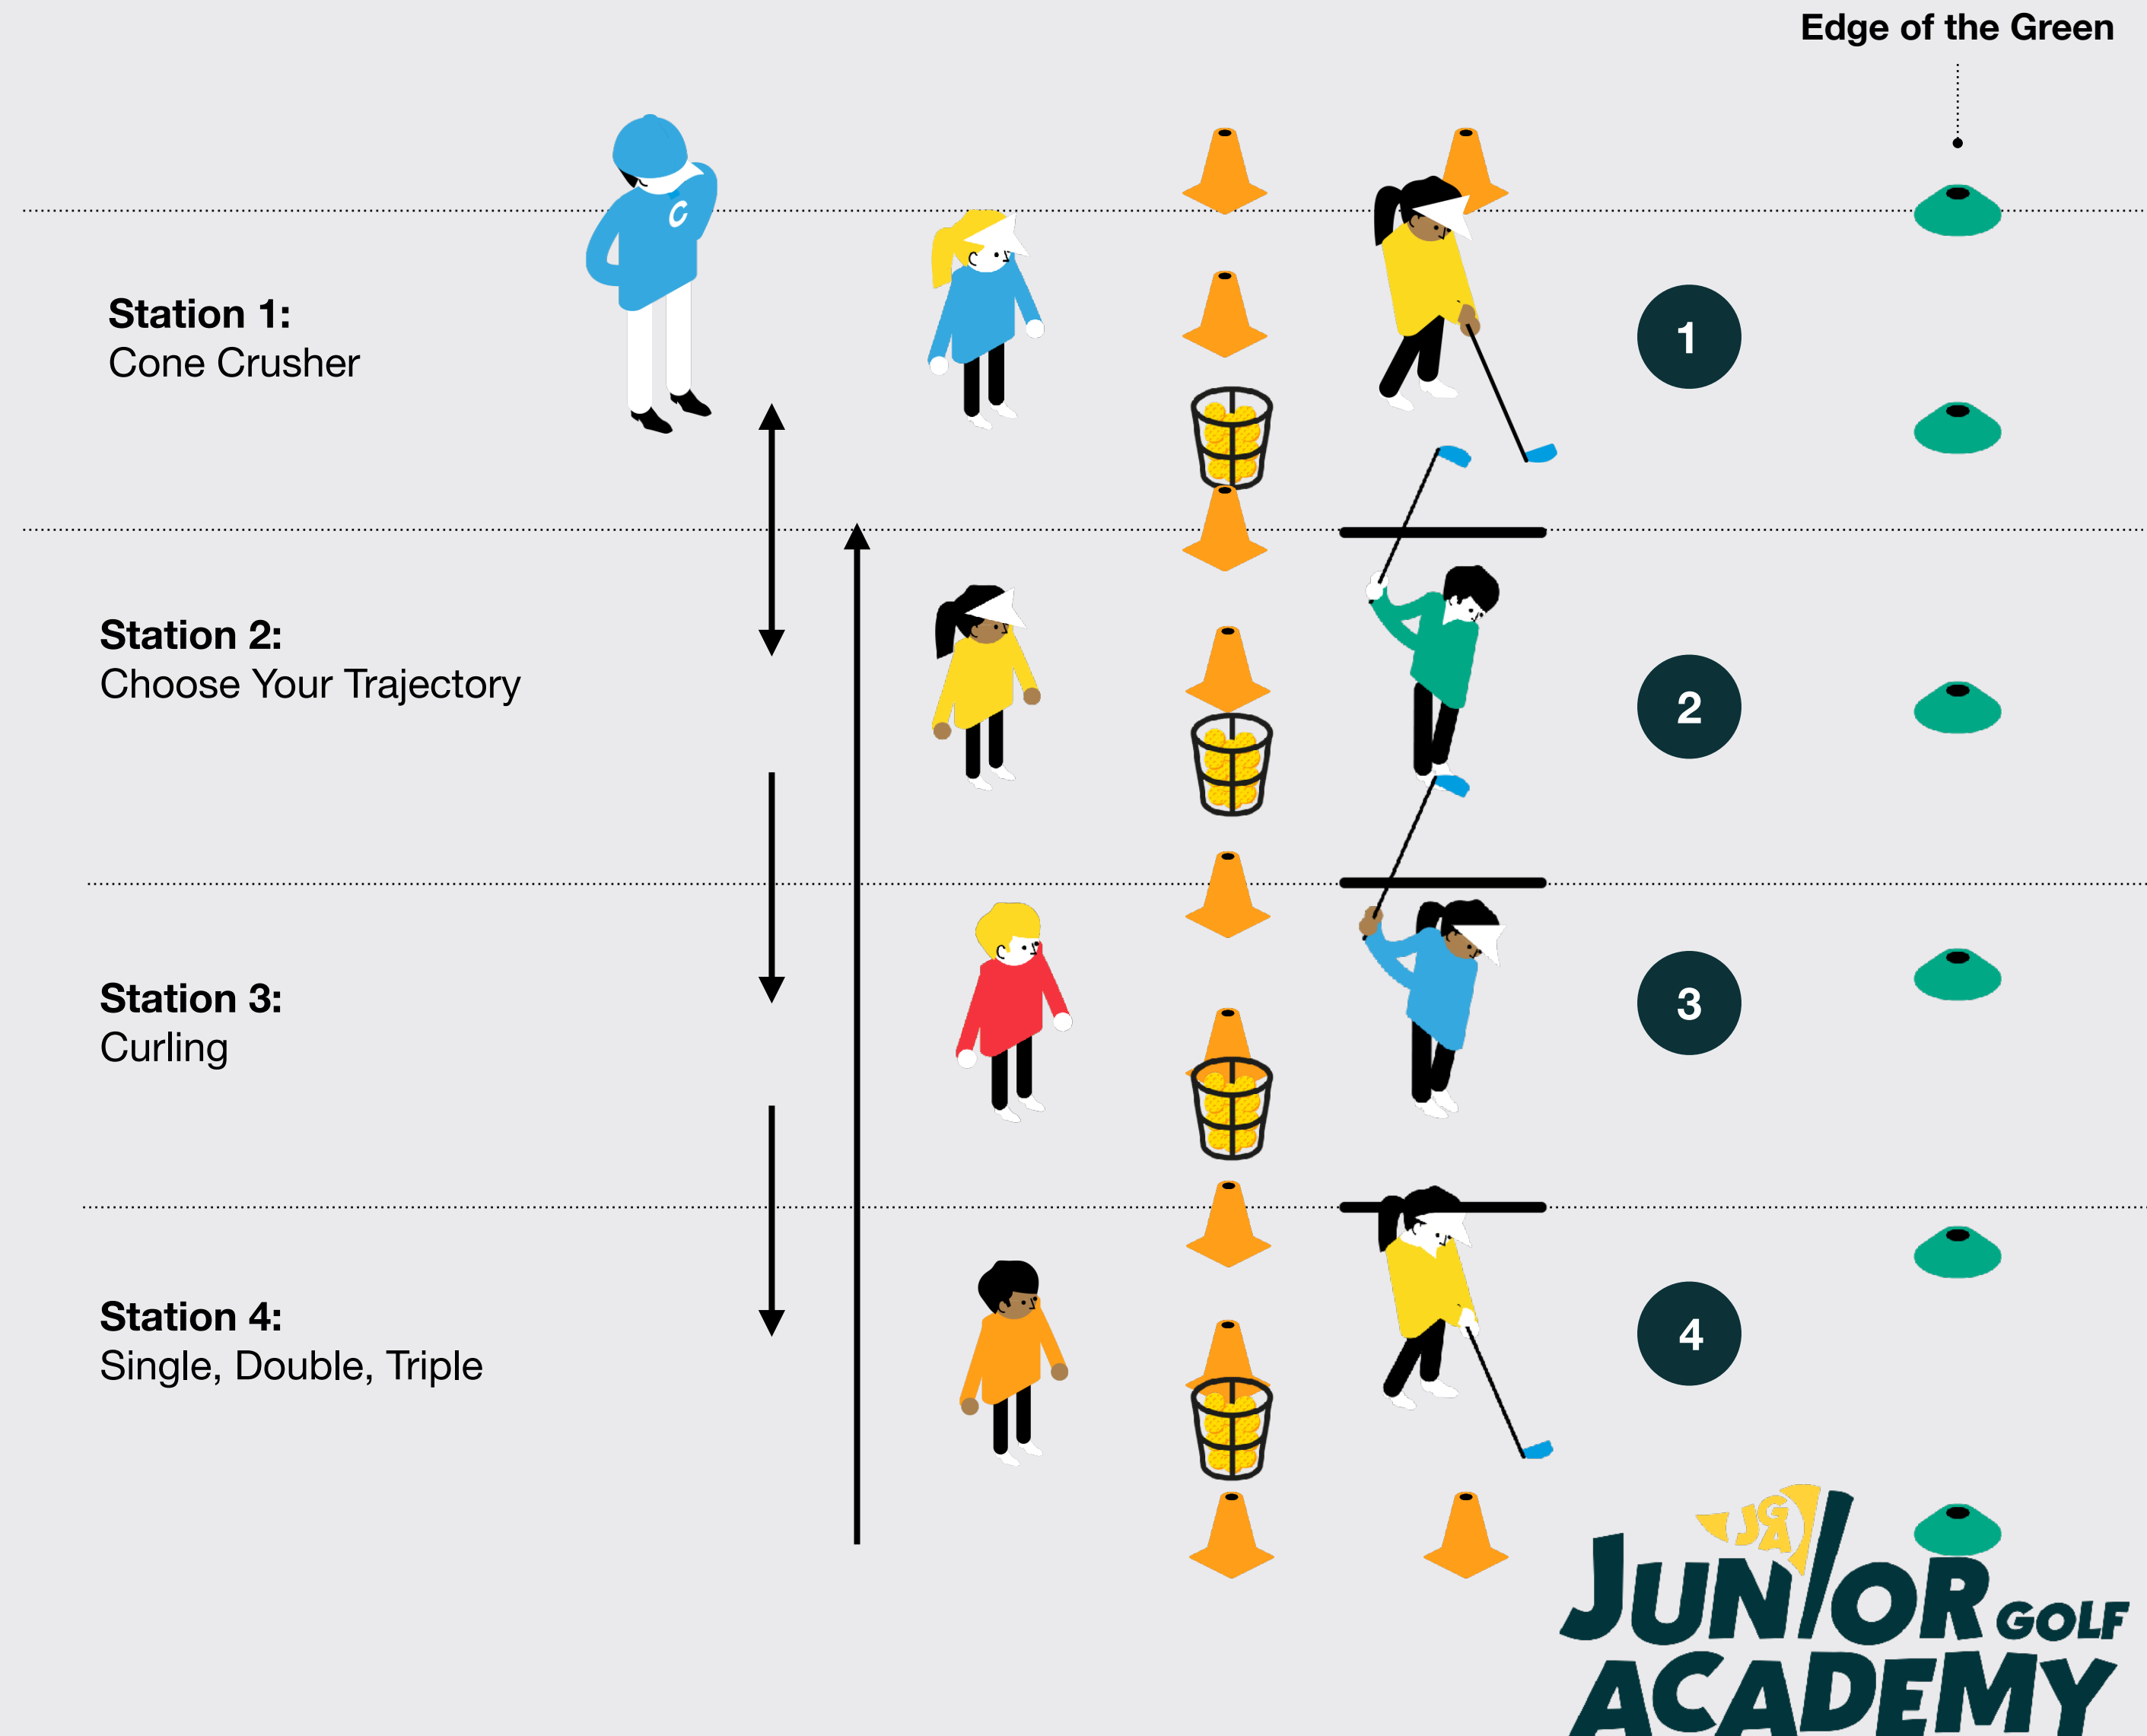 Edge of the Green
C
Station 1:
Cone Crusher
1
Station 2:
Choose Your Trajectory
2
Station 3:
Curling
3
Station 4:
Single, Double, Triple
4
JGA
JUNIOR GOLF
ACADEMY